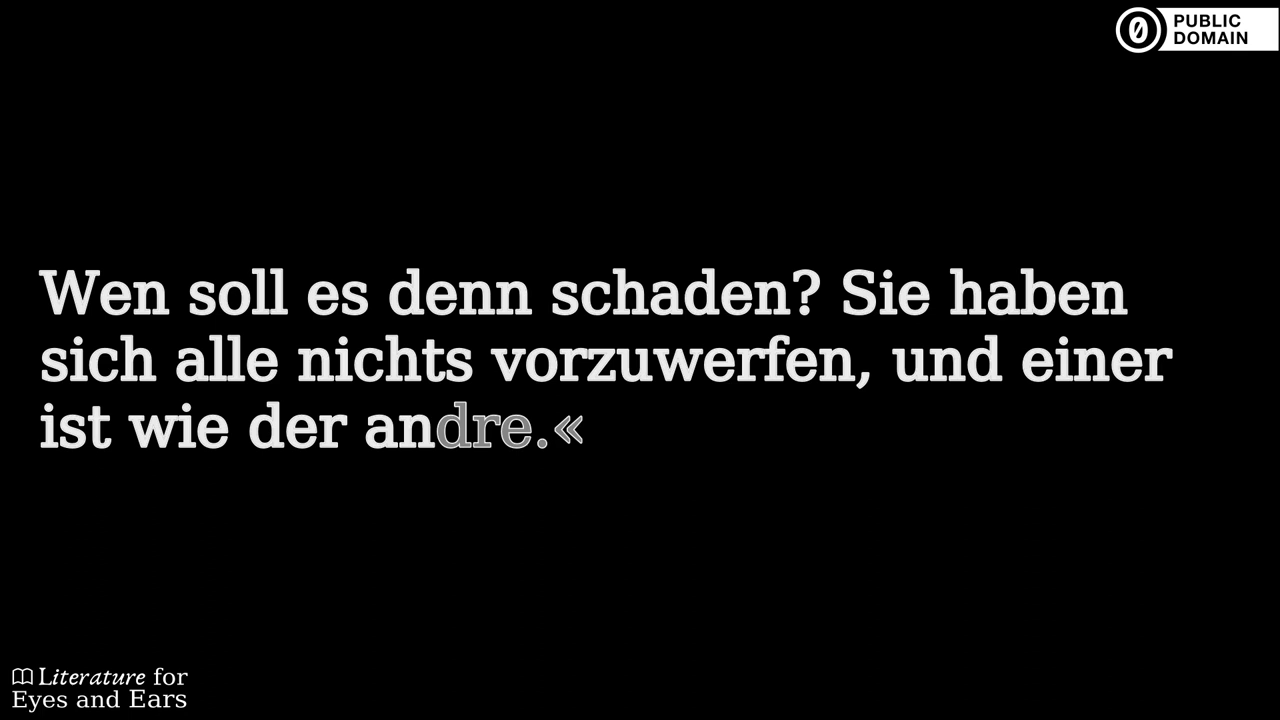 PUBLIC
DOMAIN
Wen soll es denn schaden? Sie haben
sich alle nichts vorzuwerfen, und einer
ist wie der andre.«
Literature for
Eyes and Ears